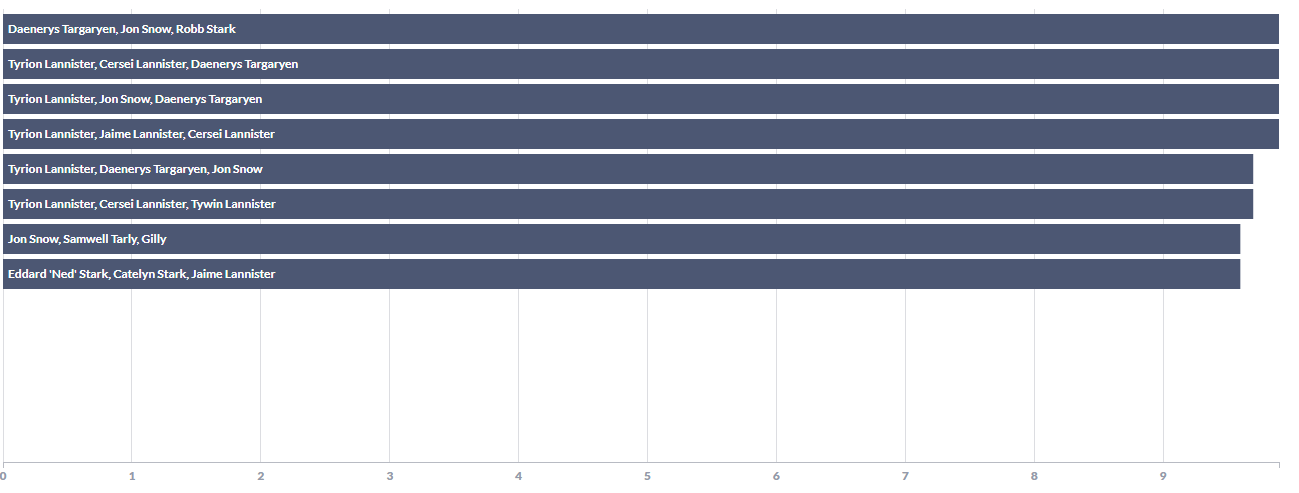 Daenerys Targaryen, Jon Snow, Robb Stark
Tyrion Lannister, Cersei Lannister, Daenerys Targaryen
Tyrion Lannister, Jon Snow, Daenerys Targaryen
Tyrion Lannister, Jaime Lannister, Cersei Lannister
Tyrion Lannister, Daenerys Targaryen, Jon Snow
Tyrion Lannister, Cersei Lannister, Tywin Lannister
Jon Snow, Samwell Tarly, Gilly
Eddard 'Ned' Stark, Catelyn Stark, Jaime Lannister
0 1 2 3 4 5 6 7 8 9